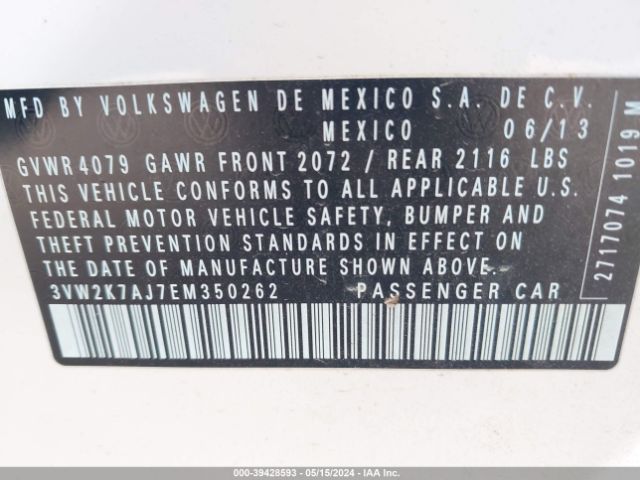 MFD BY VOLKSWAGEN DE MEXICO S.A. DE C.V.
MEXICO 06/13
GVWR 4079 GAWR FRONT 2072 / REAR 2116 LBS
THIS VEHICLE CONFORMS TO ALL APPLICABLE U.S.
FEDERAL MOTOR VEHICLE SAFETY, BUMPER AND
THEFT PREVENTION STANDARDS IN EFFECT ON
THE DATE OF MANUFACTURE SHOWN ABOVE.
3VW2K7AJ7EM350262 PASSENGER CAR
2717074 1019 M
000-39428593 / 05/15/2024 / IAAI.COM